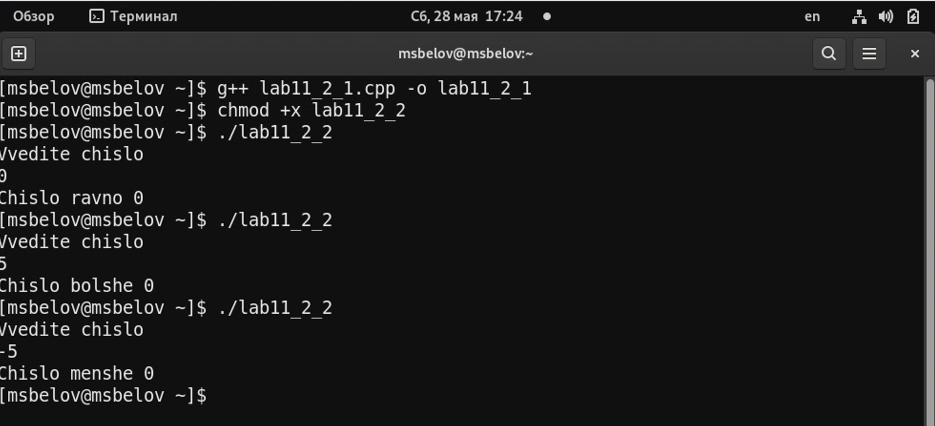 Обзор Терминал Сб, 28 мая 17:24 en
msbelov@msbelov:~
[msbelov@msbelov ~]$ g++ lab11_2_1.cpp -o lab11_2_1
[msbelov@msbelov ~]$ chmod +x lab11_2_2
[msbelov@msbelov ~]$ ./lab11_2_2
Vvedite chislo
0
Chislo ravno 0
[msbelov@msbelov ~]$ ./lab11_2_2
Vvedite chislo
5
Chislo bolshe 0
[msbelov@msbelov ~]$ ./lab11_2_2
Vvedite chislo
-5
Chislo menshe 0
[msbelov@msbelov ~]$